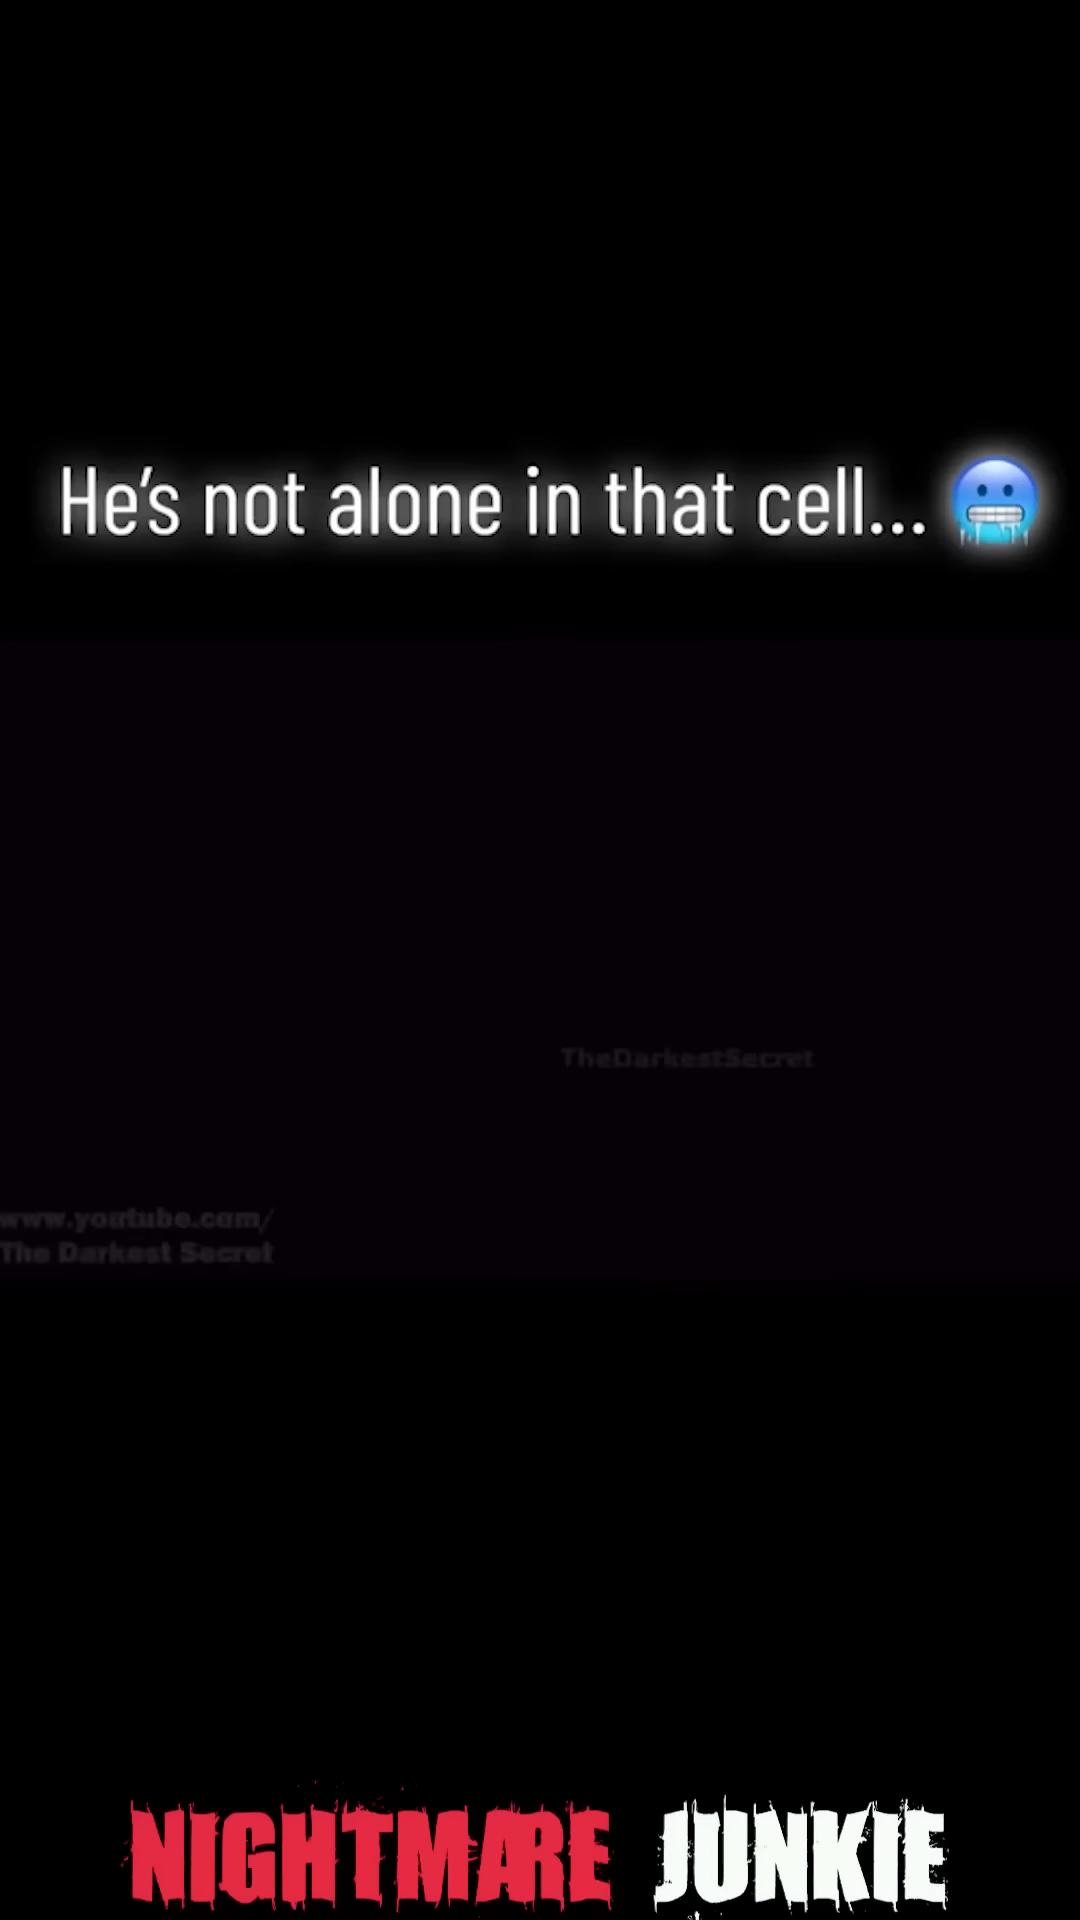 He’s not alone in that cell... 🥶
TheDarkestSecret
www.youtube.com/
The Darkest Secret
NIGHTMARE JUNKIE